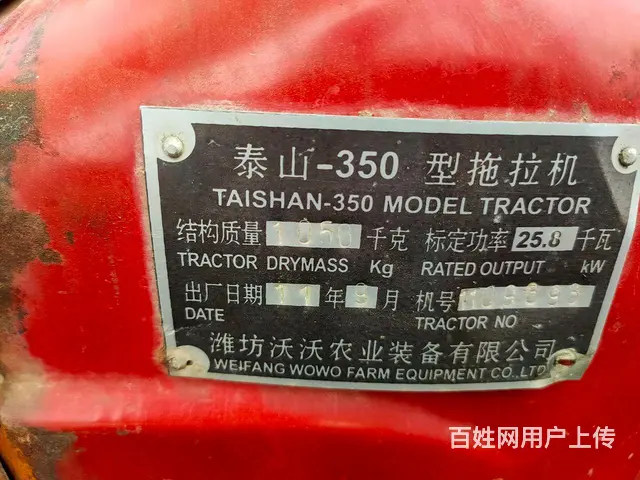 泰山-350 型拖拉机
TAISHAN-350 MODEL TRACTOR
结构质量 1350 千克 标定功率 25.8 千瓦
TRACTOR DRYMASS Kg RATED OUTPUT kW
出厂日期 11 年 9 月 机号
DATE TRACTOR NO
潍坊沃沃农业装备有限公司
WEIFANG WOWO FARM EQUIPMENT CO.,LTD.
百姓网用户上传